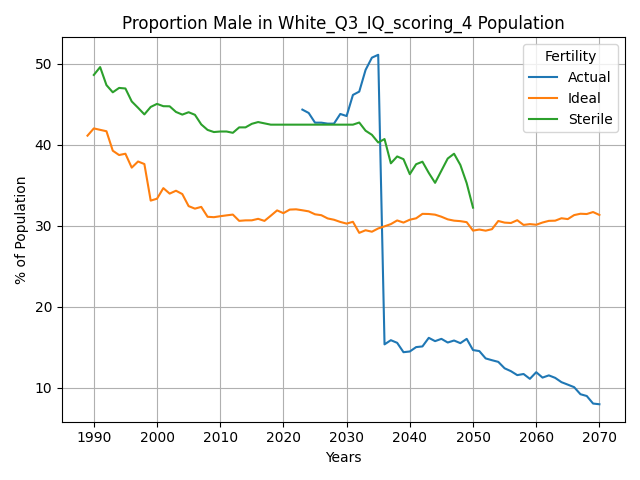 Proportion Male in White_Q3_IQ_scoring_4 Population
Fertility
Actual
Ideal
Sterile
% of Population
50
40
30
20
10
1990 2000 2010 2020 2030 2040 2050 2060 2070
Years